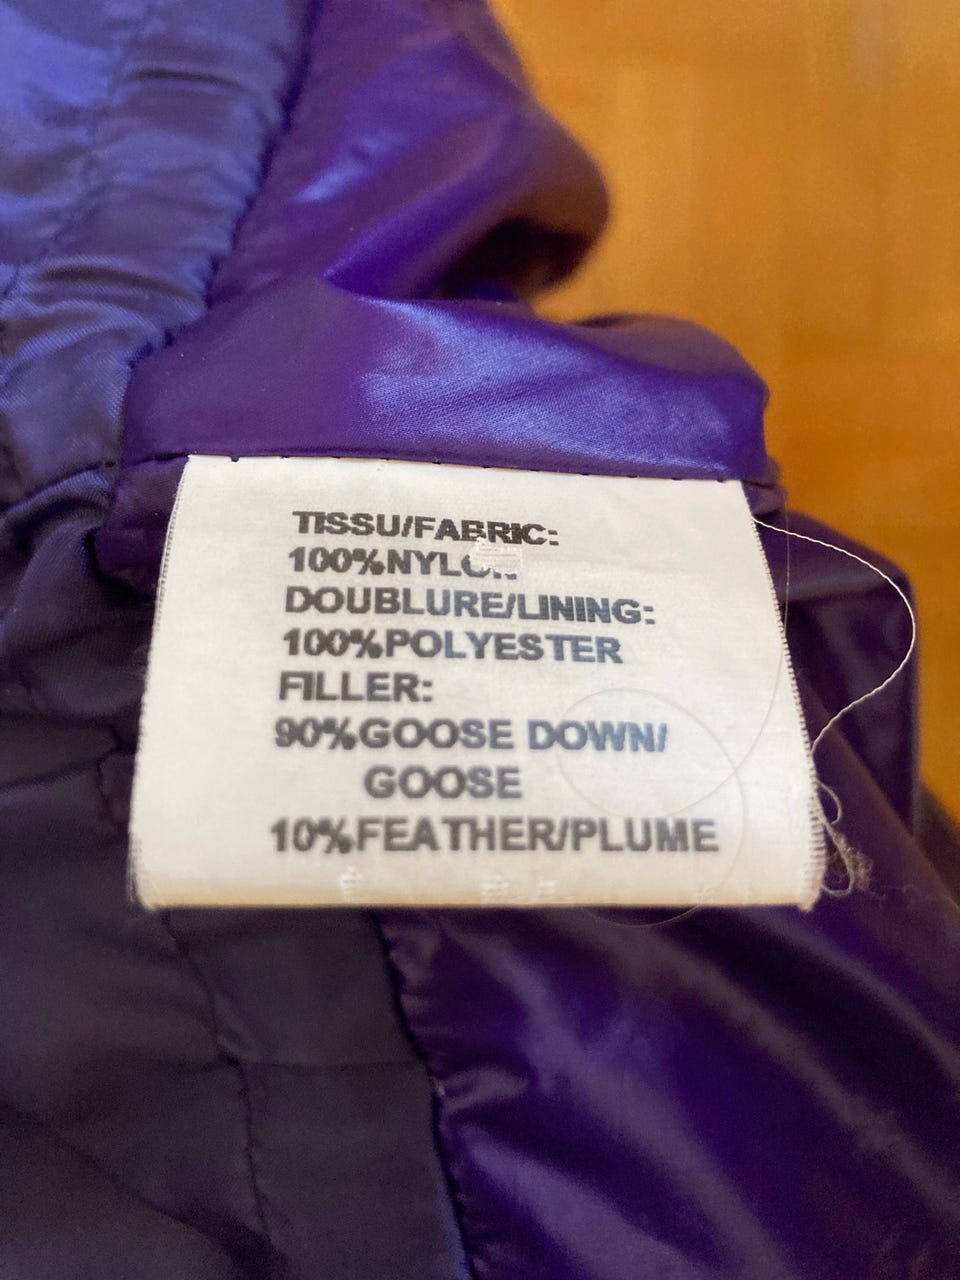 TISSU/FABRIC:
100%NYLON
DOUBLURE/LINING:
100%POLYESTER
FILLER:
90%GOOSE DOWN/
GOOSE
10%FEATHER/PLUME